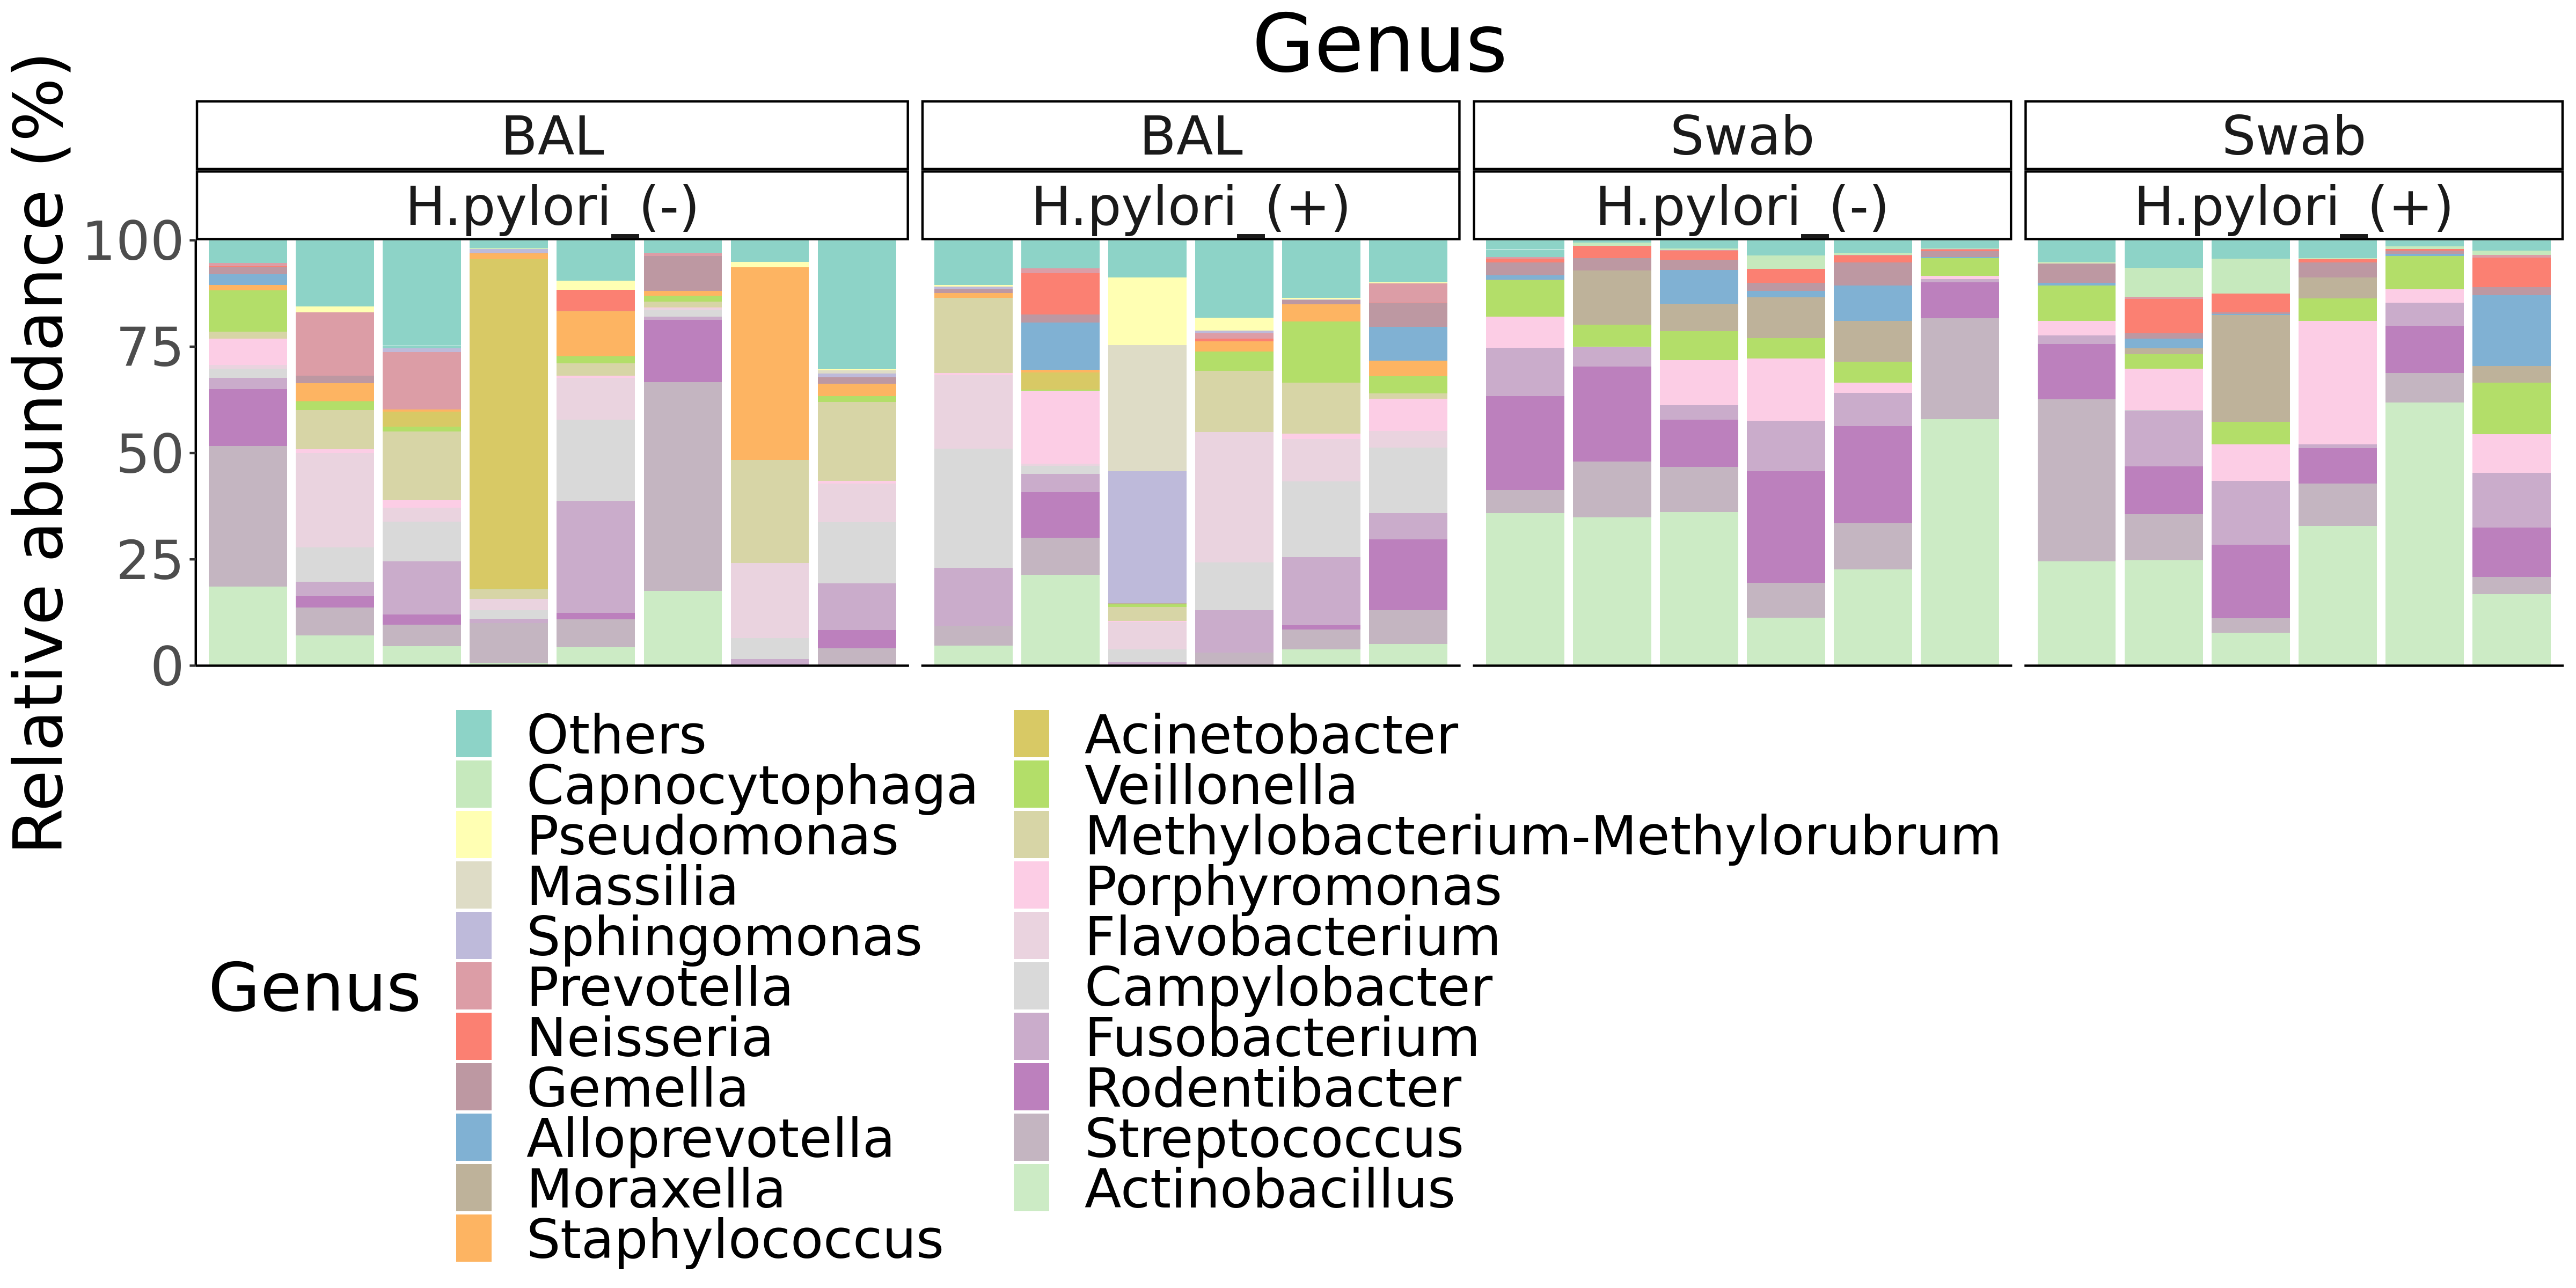 Genus
BAL
BAL
Swab
Swab
H.pylori_(-)
H.pylori_(+)
H.pylori_(-)
H.pylori_(+)
Relative abundance (%)
100
75
50
25
0
Genus
Others
Capnocytophaga
Pseudomonas
Massilia
Sphingomonas
Prevotella
Neisseria
Gemella
Alloprevotella
Moraxella
Staphylococcus
Acinetobacter
Veillonella
Methylobacterium-Methylorubrum
Porphyromonas
Flavobacterium
Campylobacter
Fusobacterium
Rodentibacter
Streptococcus
Actinobacillus